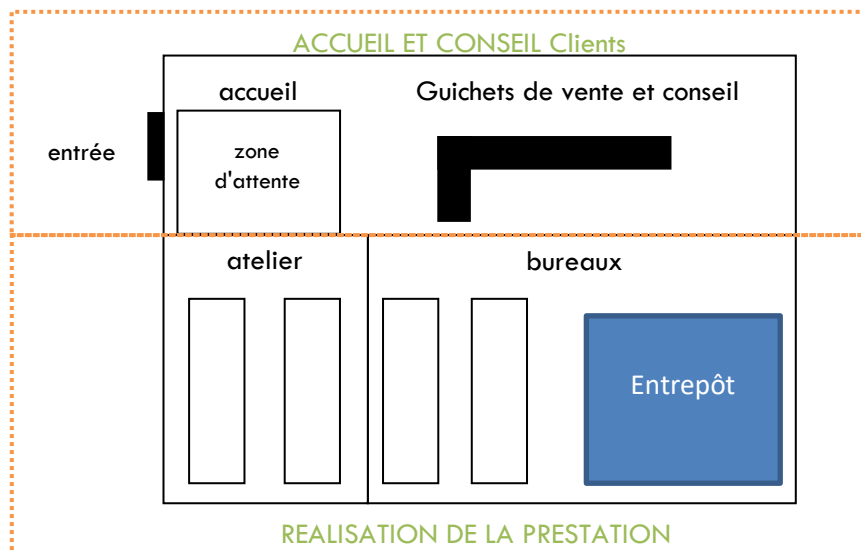 ACCUEIL ET CONSEIL Clients
accueil
Guichets de vente et conseil
entrée
zone
d'attente
atelier
bureaux
Entrepôt
REALISATION DE LA PRESTATION